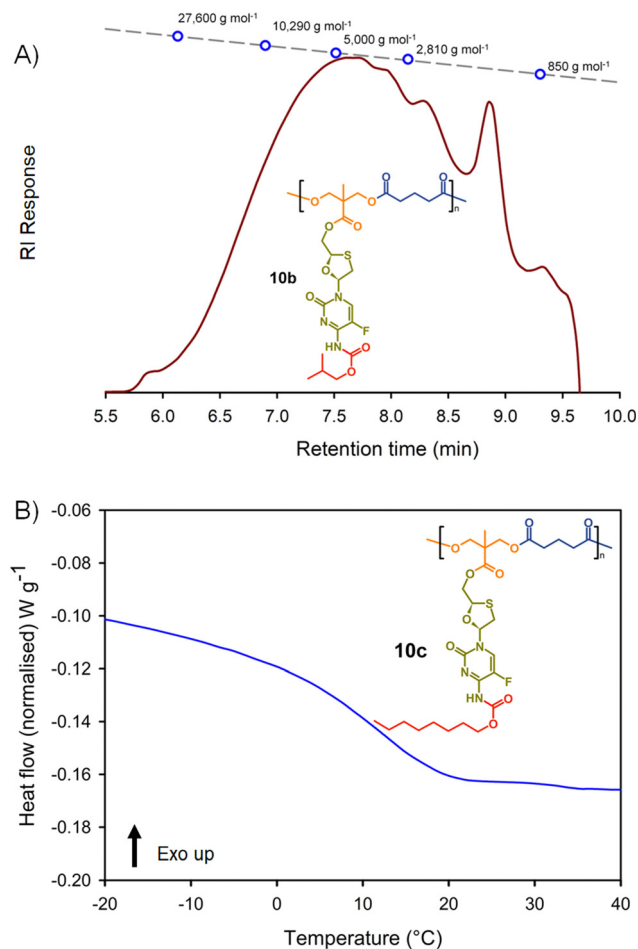 A)
27,600 g mol-1
10,290 g mol-1
5,000 g mol-1
2,810 g mol-1
850 g mol-1
RI Response
O
O
O
O
n
O
O
S
O
10b
N
O
N
F
HN
O
O
5.5 6.0 6.5 7.0 7.5 8.0 8.5 9.0 9.5 10.0
Retention time (min)
B)
-0.06
-0.08
-0.10
-0.12
-0.14
-0.16
-0.18
-0.20
Heat flow (normalised) W g-1
O
O
O
O
n
O
O
S
O
10c
N
O
N
F
HN
O
O
Exo up
-20 -10 0 10 20 30 40
Temperature (°C)